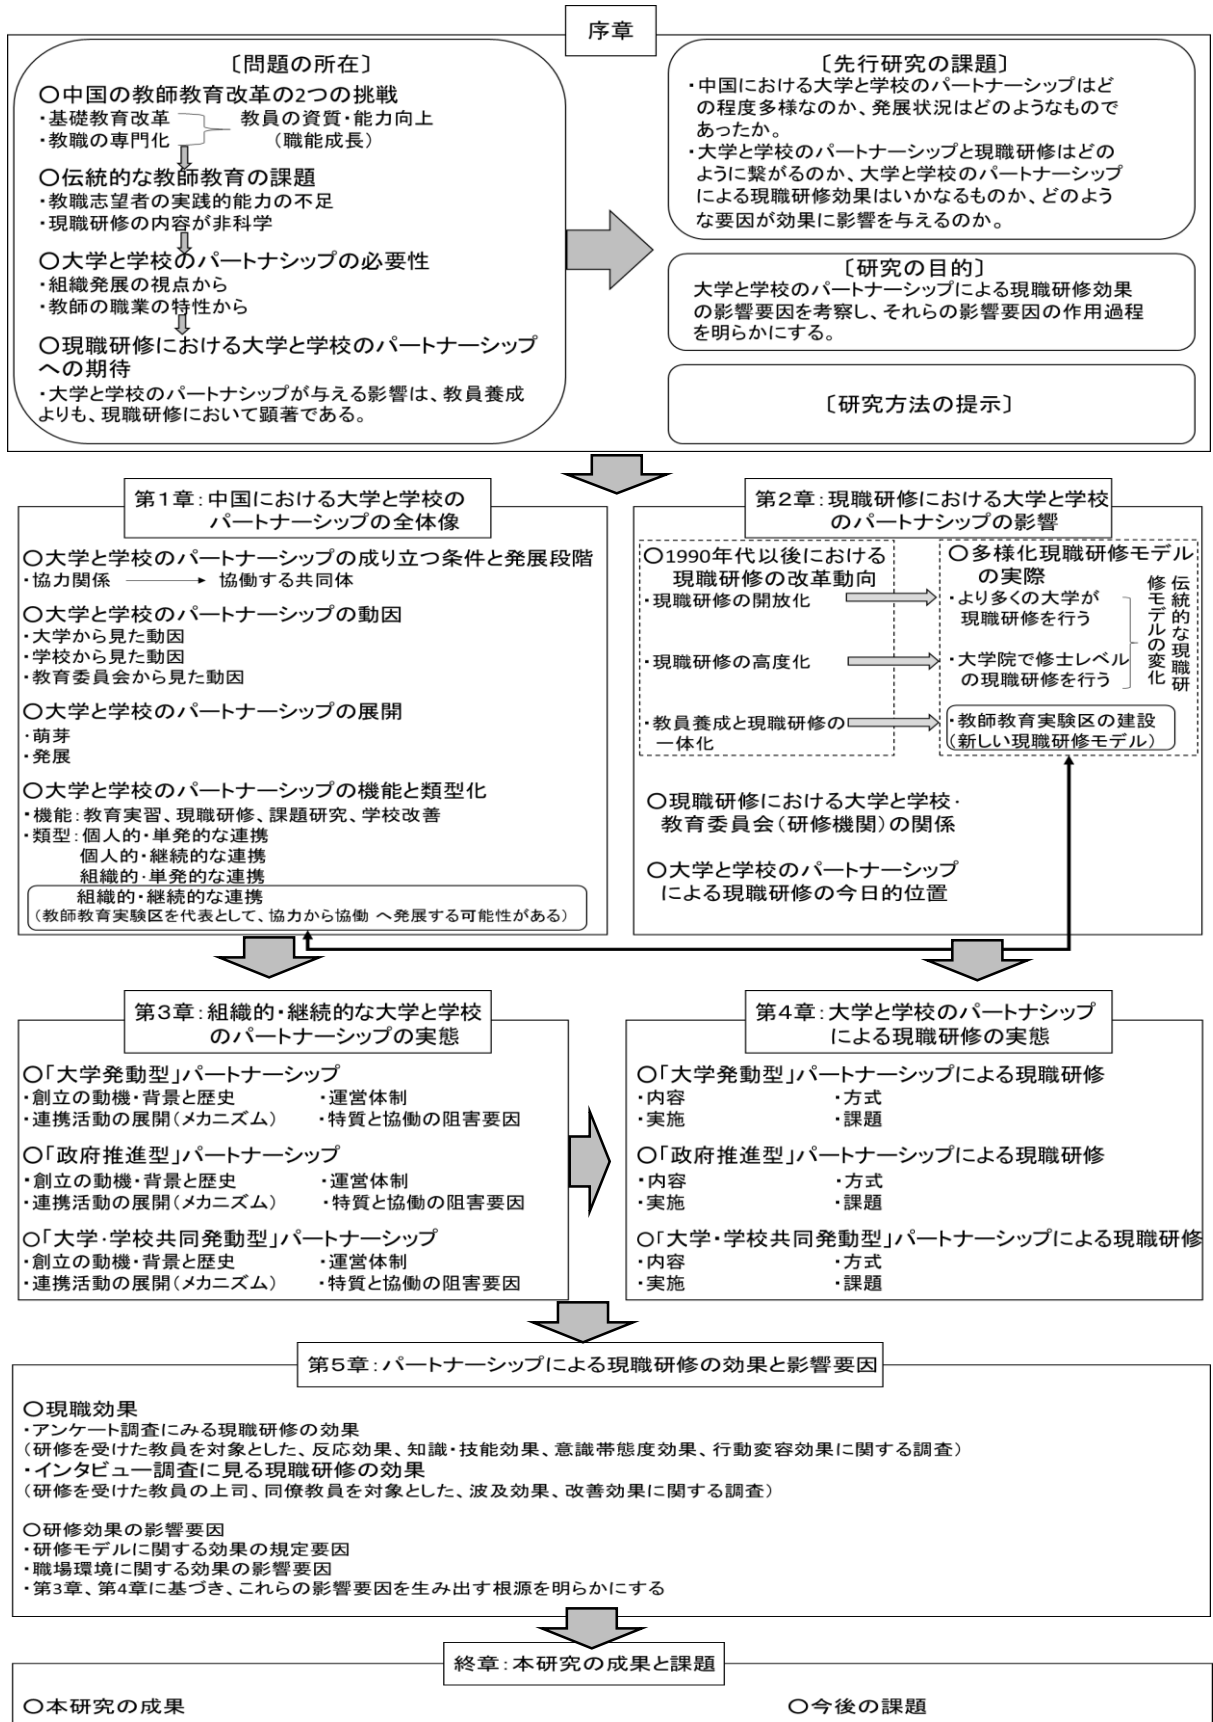 序章
〔問題の所在〕
〇中国の教師教育改革の2つの挑戦
・基礎教育改革
・教職の専門化
教員の資質・能力向上
（職能成長）
〇伝統的な教師教育の課題
・教職志望者の実践的能力の不足
・現職研修の内容が非科学
〇大学と学校のパートナシップの必要性
・組織発展の視点から
・教師の職業の特性から
〇現職研修における大学と学校のパートナーシップ
への期待
・大学と学校のパートナシップが与える影響は、教員養成
よりも、現職研修において顕著である。
〔先行研究の課題〕
・中国における大学と学校のパートナーシップはど
の程度多様なのか、発展状況はどのようなもので
あったか。
・大学と学校のパートナーシップと現職研修はどの
ように繋がるのか、大学と学校のパートナーシップ
による現職研修効果はいかなるものか、どのよう
な要因が効果に影響を与えるのか。
〔研究の目的〕
大学と学校のパートナーシップによる現職研修効果
の影響要因を考察し、それらの影響要因の作用過程
を明らかにする。
〔研究方法の提示〕
第1章：中国における大学と学校の
パートナーシップの全体像
〇大学と学校のパートナーシップの成り立つ条件と発展段階
・協力関係 → 協働する共同体
〇大学と学校のパートナーシップの動因
・大学から見た動因
・学校から見た動因
・教育委員会から見た動因
〇大学と学校のパートナーシップの展開
・萌芽
・発展
〇大学と学校のパートナーシップの機能と類型化
・機能：教育実習、現職研修、課題研究、学校改善
・類型：個人的・単発的な連携
個人的・継続的な連携
組織的・単発的な連携
組織的・継続的な連携
（教師教育実験区を代表として、協力から協働 へ発展する可能性がある）
第2章：現職研修における大学と学校
のパートナーシップの影響
〇1990年代以後における
現職研修の改革動向
・現職研修の開放化
・現職研修の高度化
・教員養成と現職研修の
一体化
〇多様化現職研修モデル
の実際
・より多くの大学が
現職研修を行う
・大学院で修士レベル
の現職研修を行う
・教師教育実験区の建設
（新しい現職研修モデル）
伝統的な現職研
修モデルの変化
〇現職研修における大学と学校・
教育委員会（研修機関）の関係
〇大学と学校のパートナーシップ
による現職研修の今日的位置
第3章：組織的・継続的な大学と学校
のパートナーシップの実態
〇「大学発動型」パートナーシップ
・創立の動機・背景と歴史 ・運営体制
・連携活動の展開（メカニズム） ・特質と協働の阻害要因
〇「政府推進型」パートナーシップ
・創立の動機・背景と歴史 ・運営体制
・連携活動の展開（メカニズム） ・特質と協働の阻害要因
〇「大学・学校共同発動型」パートナーシップ
・創立の動機・背景と歴史 ・運営体制
・連携活動の展開（メカニズム） ・特質と協働の阻害要因
第4章：大学と学校のパートナシップ
による現職研修の実態
〇「大学発動型」パートナーシップによる現職研修
・内容 ・方式
・実施 ・課題
〇「政府推進型」パートナーシップによる現職研修
・内容 ・方式
・実施 ・課題
〇「大学・学校共同発動型」パートナーシップによる現職研修
・内容 ・方式
・実施 ・課題
第5章：パートナーシップによる現職研修の効果と影響要因
〇現職効果
・アンケート調査にみる現職研修の効果
（研修を受けた教員を対象とした、反応効果、知識・技能効果、意識帯態度効果、行動変容効果に関する調査）
・インタビュー調査に見る現職研修の効果
（研修を受けた教員の上司、同僚教員を対象とした、波及効果、改善効果に関する調査）
〇研修効果の影響要因
・研修モデルに関する効果の規定要因
・職場環境に関する効果の影響要因
・第3章、第4章に基づき、これらの影響要因を生み出す根源を明らかにする
終章：本研究の成果と課題
〇本研究の成果 〇今後の課題